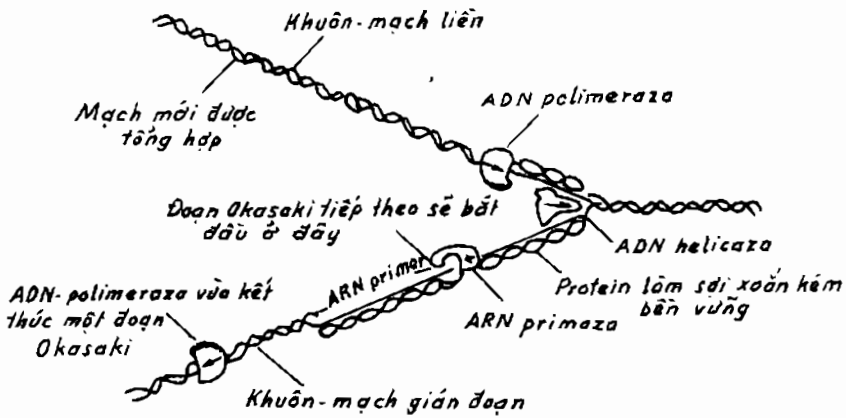 Khuôn-mạch liền
Mạch mới được
tổng hợp
ADN polimeraza
Đoạn Okasaki tiếp theo sẽ bắt
đầu ở đây
ADN helicaza
ARN primer
ADN-polimeraza vừa kết
thúc một đoạn
Okasaki
Protein làm sợi xoắn kém
bền vững
ARN primaza
Khuôn-mạch gián đoạn